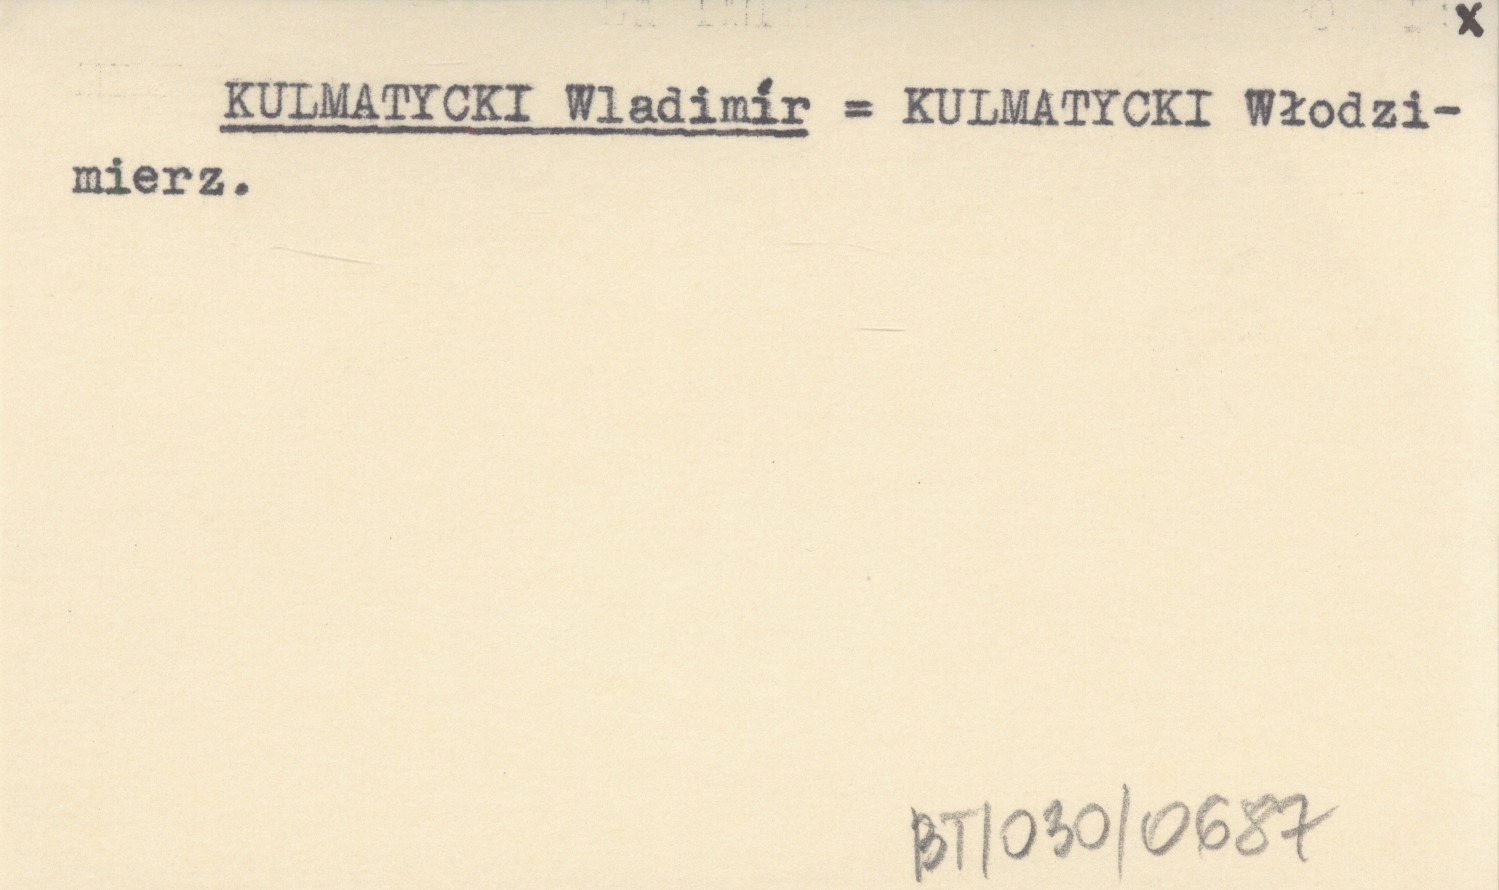 x
KULMATYCKI Wladimír = KULMATYCKI Włodzi-
mierz.
BT/030/0687